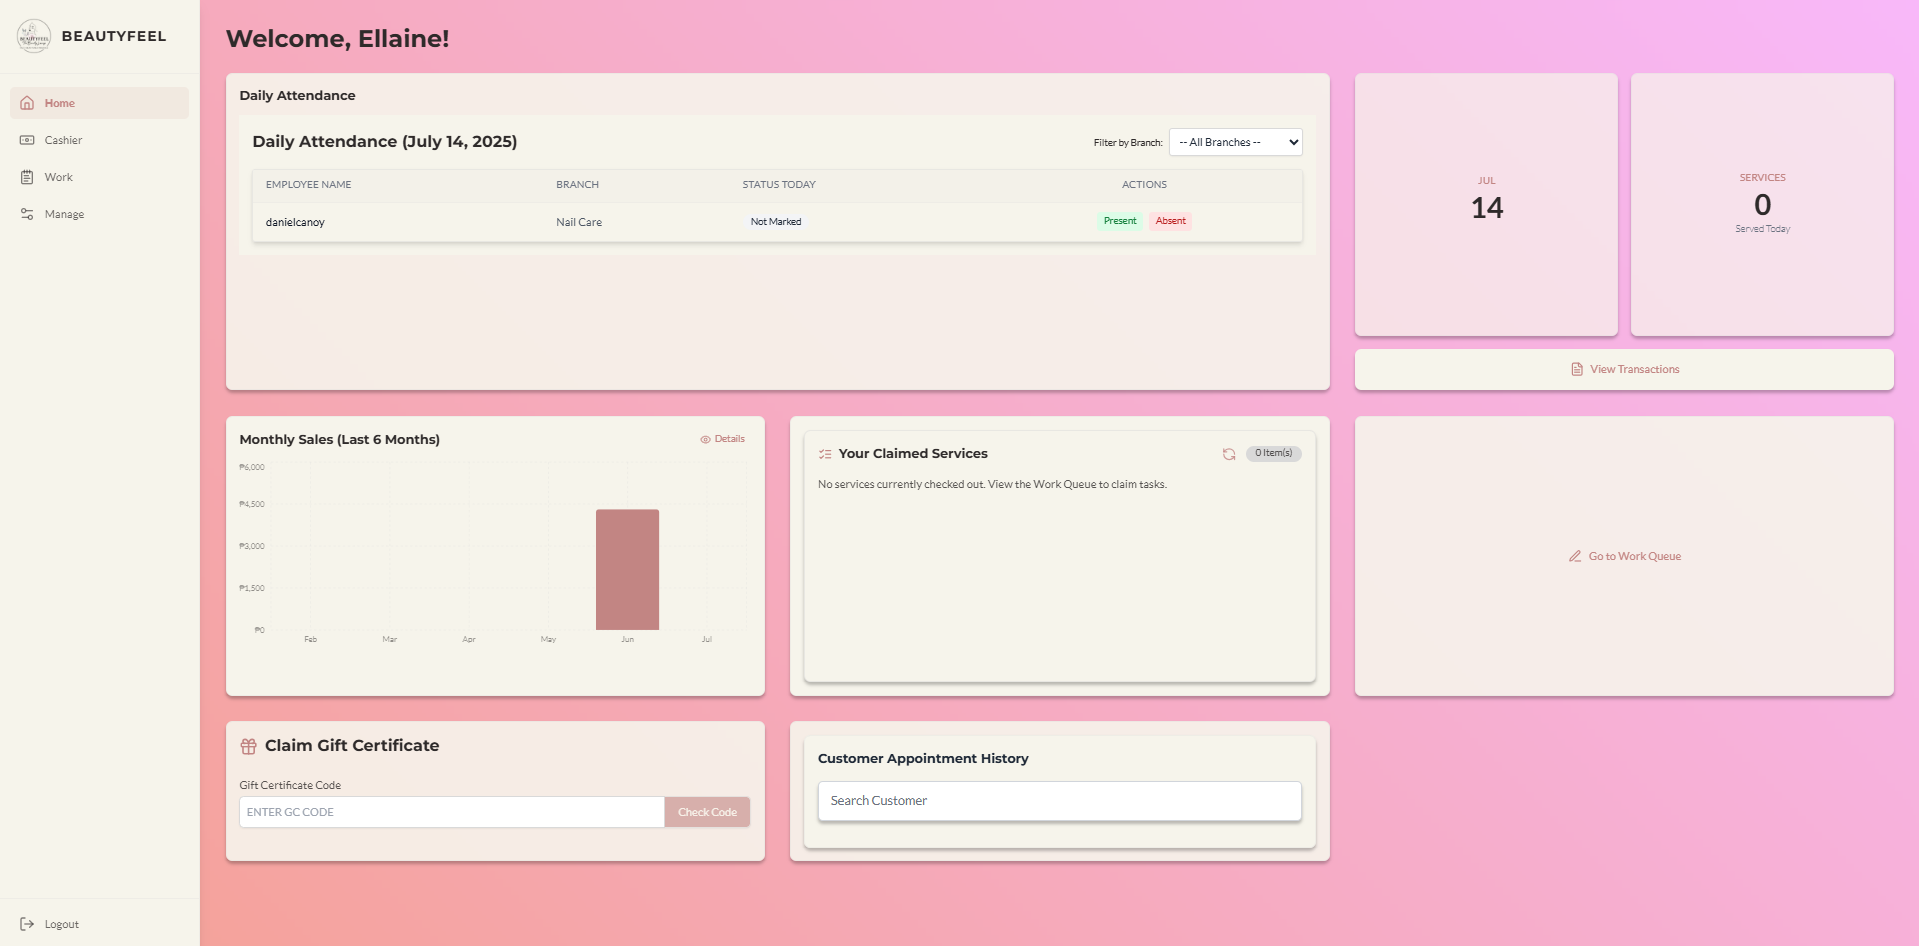 BEAUTYFEEL
Home
Cashier
Work
Manage
Logout
Welcome, Ellaine!
Daily Attendance
Daily Attendance (July 14, 2025)
Filter by Branch: -- All Branches --
EMPLOYEE NAME BRANCH STATUS TODAY ACTIONS
danielcanoy Nail Care Not Marked Present Absent
JUL
14
SERVICES
0
Served Today
View Transactions
Monthly Sales (Last 6 Months) Details
₱6,000
₱4,500
₱3,000
₱1,500
₱0
Feb Mar Apr May Jun Jul
Your Claimed Services 0 Item(s)
No services currently checked out. View the Work Queue to claim tasks.
Go to Work Queue
Claim Gift Certificate
Gift Certificate Code
ENTER GC CODE Check Code
Customer Appointment History
Search Customer